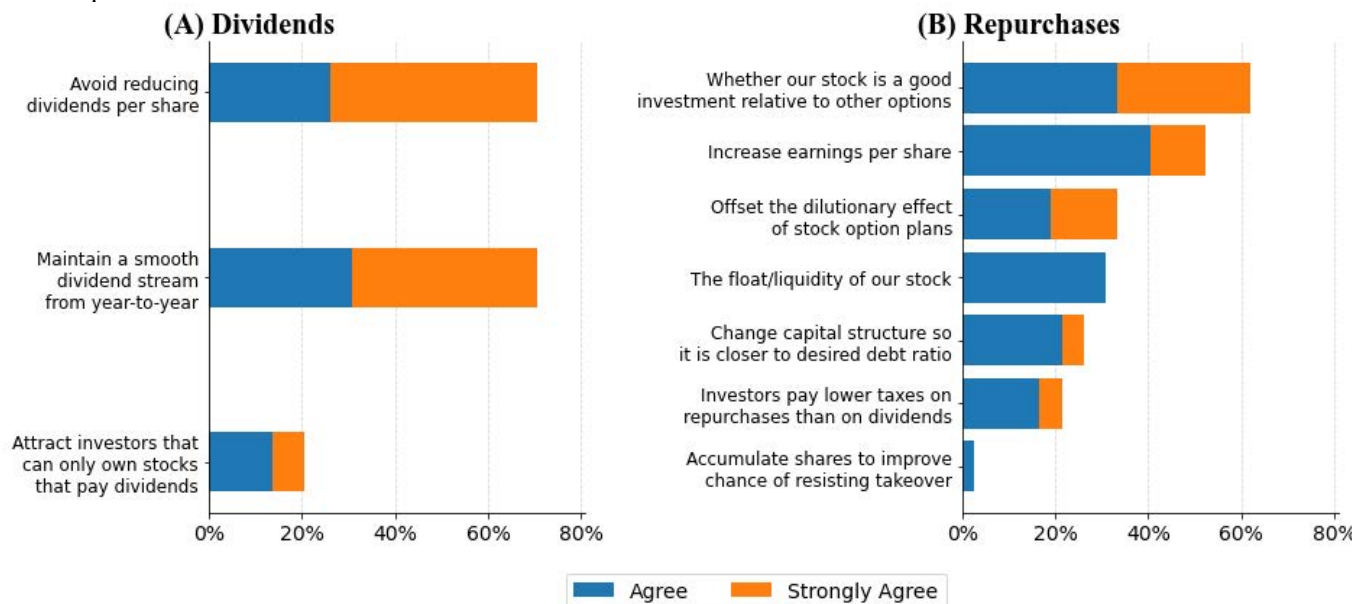 (A) Dividends
Avoid reducing
dividends per share
Maintain a smooth
dividend stream
from year-to-year
Attract investors that
can only own stocks
that pay dividends
0% 20% 40% 60% 80%
(B) Repurchases
Whether our stock is a good
investment relative to other options
Increase earnings per share
Offset the dilutionary effect
of stock option plans
The float/liquidity of our stock
Change capital structure so
it is closer to desired debt ratio
Investors pay lower taxes on
repurchases than on dividends
Accumulate shares to improve
chance of resisting takeover
0% 20% 40% 60% 80%
Agree Strongly Agree